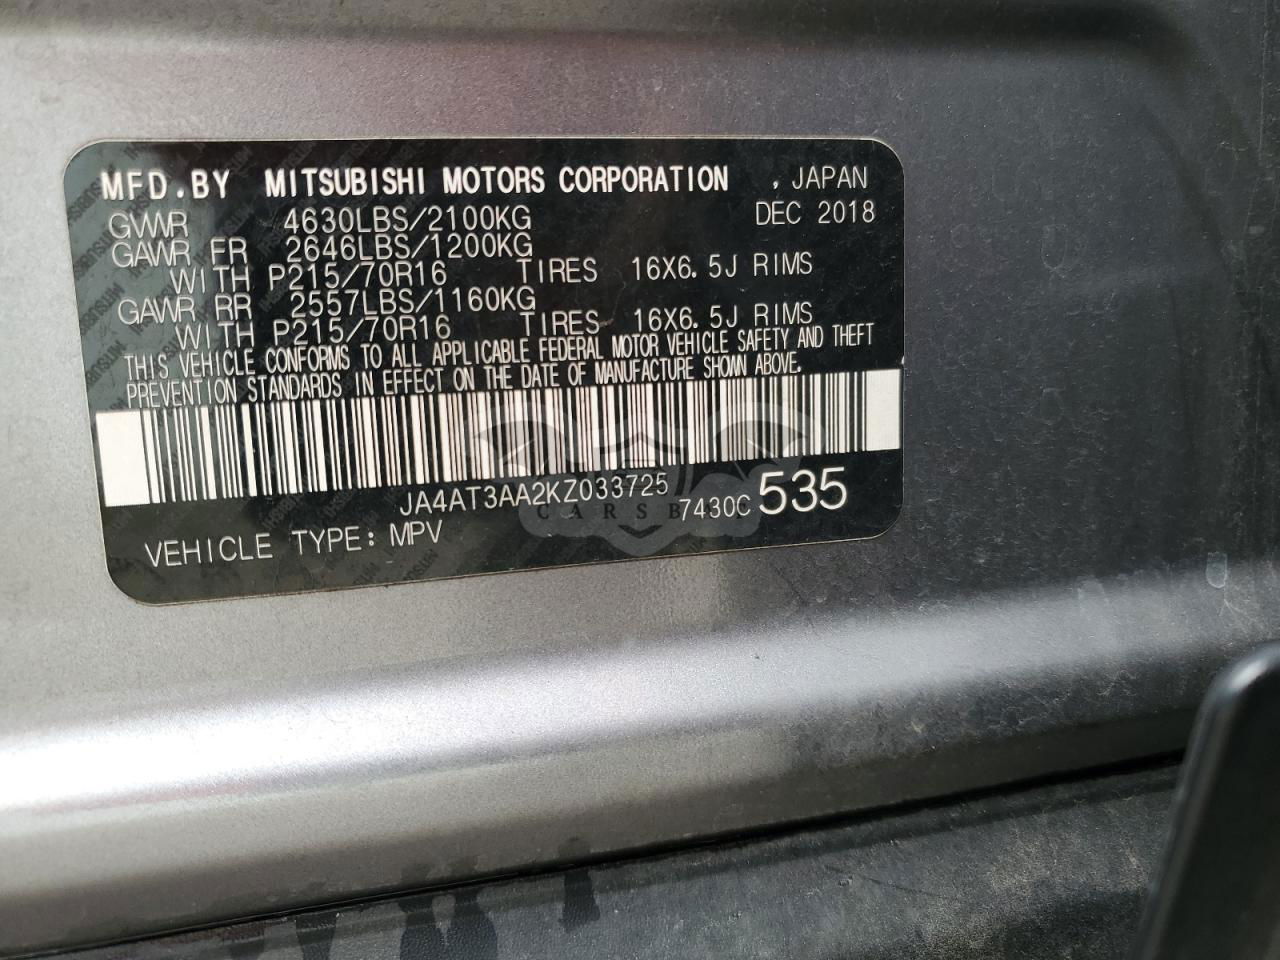 MFD.BY MITSUBISHI MOTORS CORPORATION , JAPAN
GVWR 4630LBS/2100KG DEC 2018
GAWR FR 2646LBS/1200KG
WITH P215/70R16 TIRES 16X6.5J RIMS
GAWR RR 2557LBS/1160KG
WITH P215/70R16 TIRES 16X6.5J RIMS
THIS VEHICLE CONFORMS TO ALL APPLICABLE FEDERAL MOTOR VEHICLE SAFETY AND THEFT
PREVENTION STANDARDS IN EFFECT ON THE DATE OF MANUFACTURE SHOWN ABOVE.
JA4AT3AA2KZ033725 7430C 535
VEHICLE TYPE: MPV